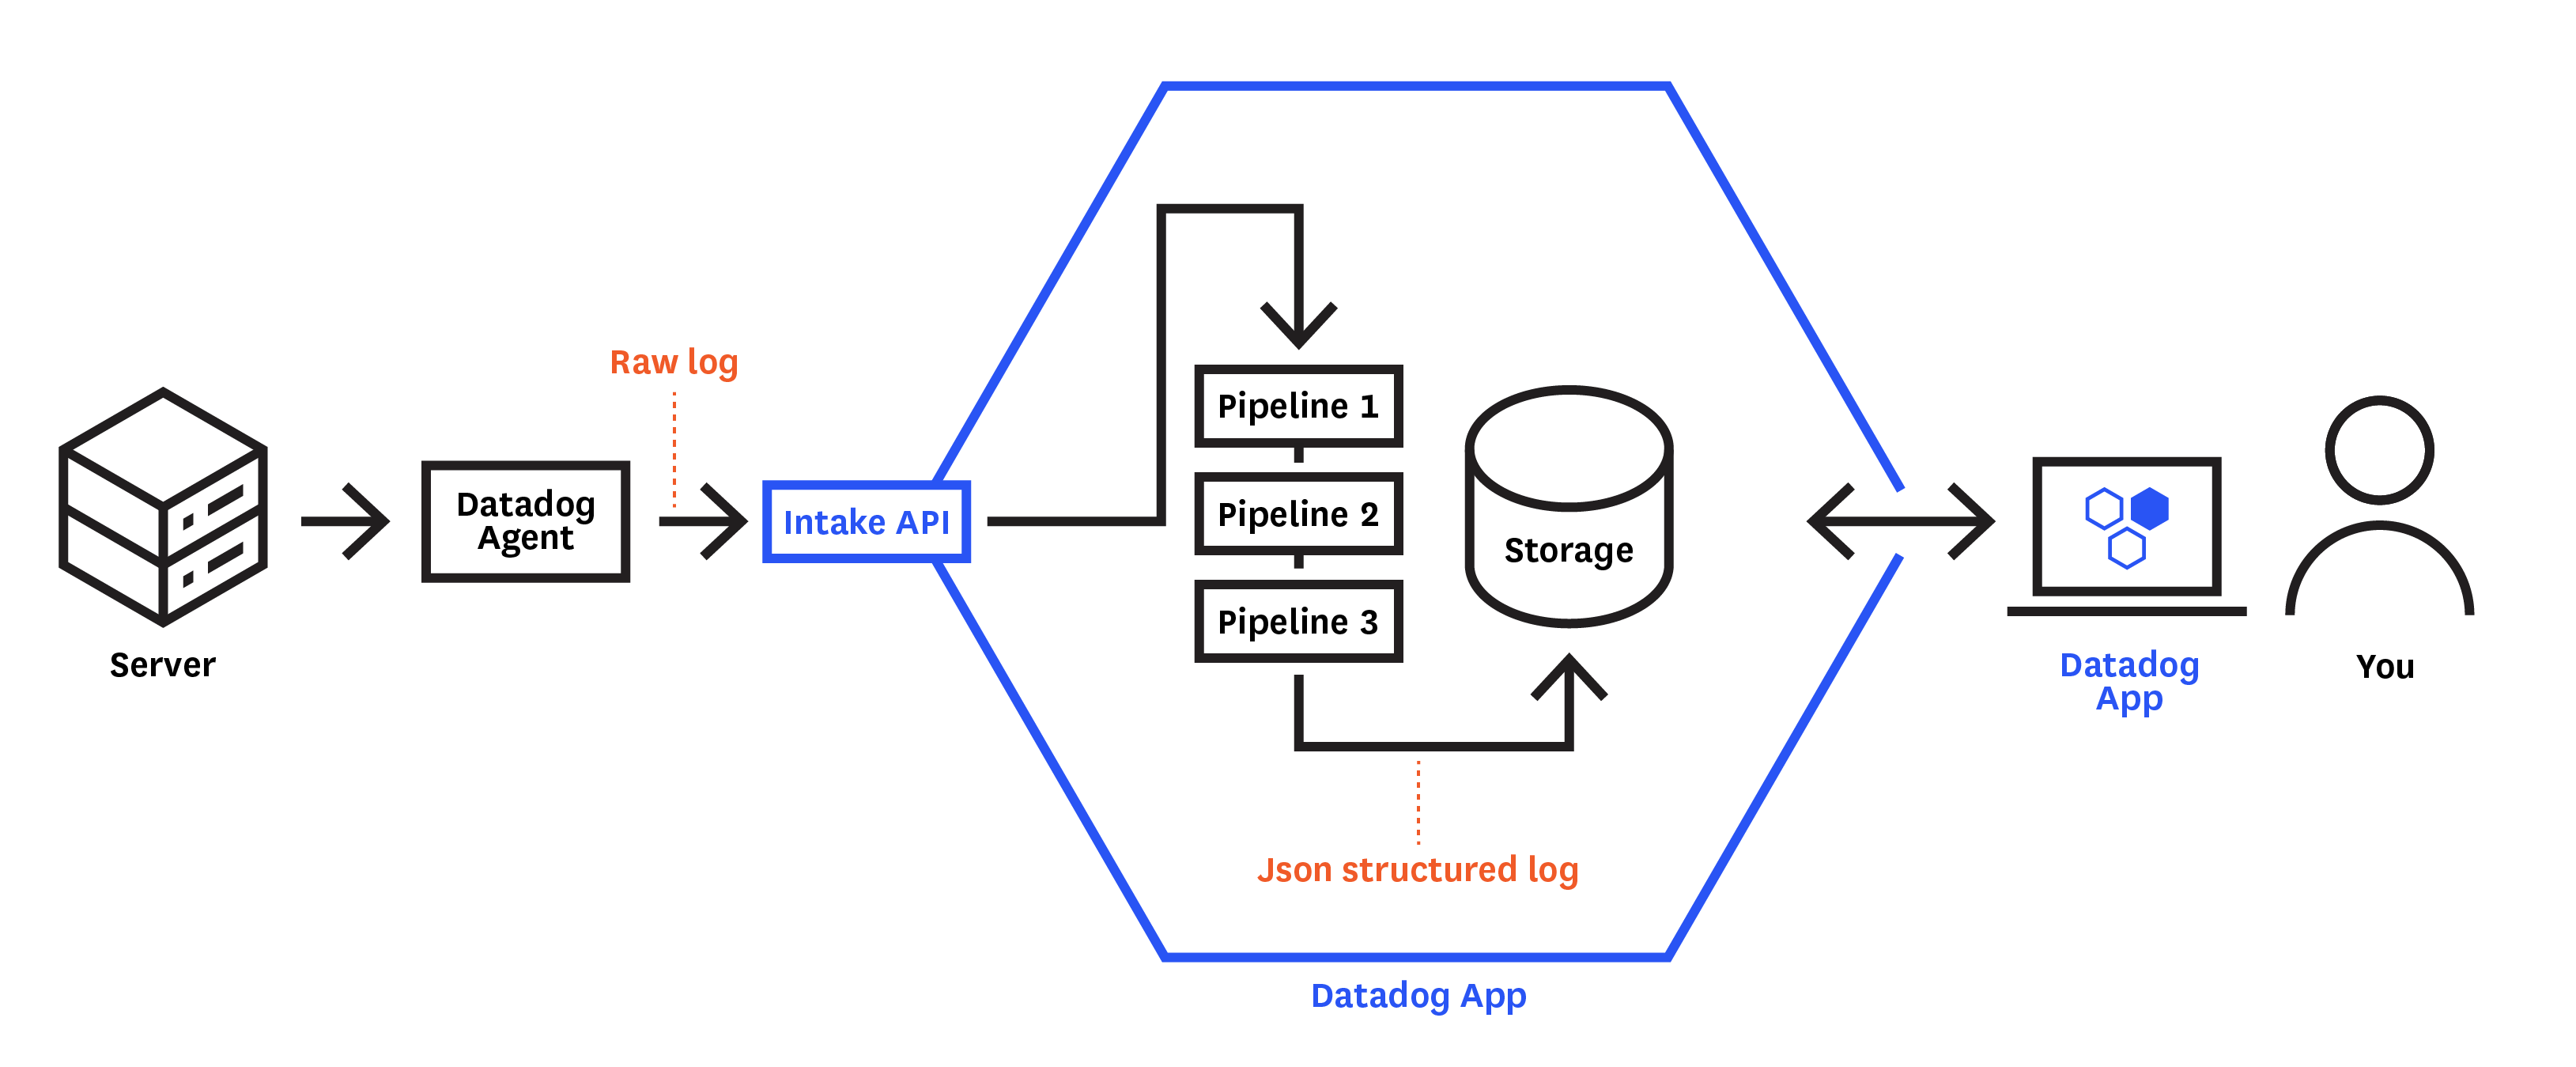 Raw log
Server
Datadog
Agent
Intake API
Pipeline 1
Pipeline 2
Pipeline 3
Storage
Json structured log
Datadog App
Datadog
App
You